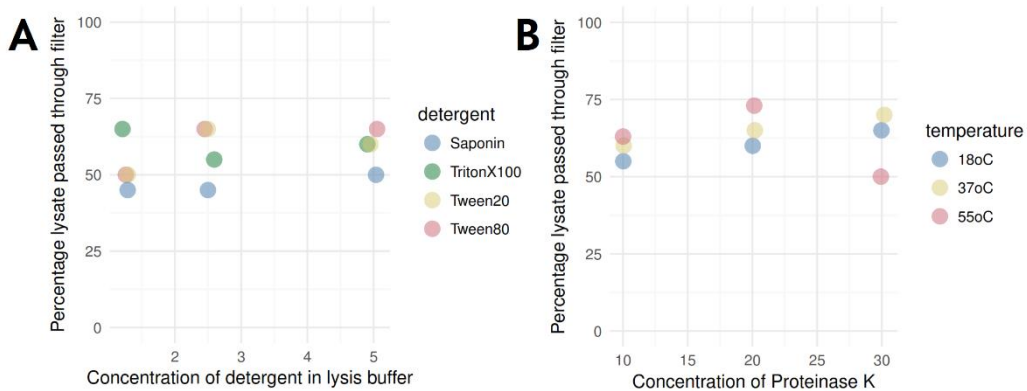 A
Percentage lysate passed through filter
100
75
50
25
0
2
3
4
5
Concentration of detergent in lysis buffer
detergent
Saponin
TritonX100
Tween20
Tween80
B
Percentage lysate passed through filter
100
75
50
25
0
10
15
20
25
30
Concentration of Proteinase K
temperature
18oC
37oC
55oC